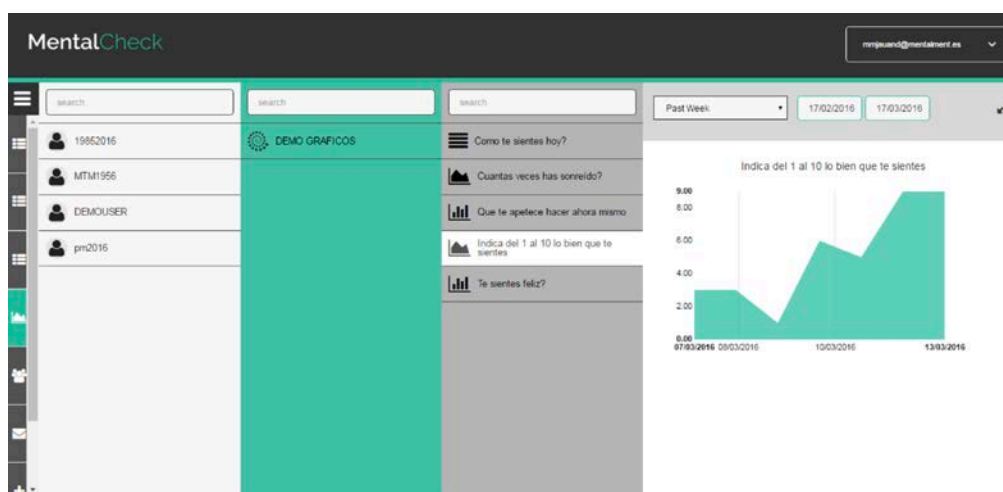 MentalCheck
mmjauand@mentalment.es
search
19852016
MTM1956
DEMOUSER
pm2016
search
DEMO GRAFICOS
search
Como te sientes hoy?
Cuantas veces has sonreído?
Que te apetece hacer ahora mismo
Indica del 1 al 10 lo bien que te
sientes
Te sientes feliz?
Past Week
17/02/2016
17/03/2016
Indica del 1 al 10 lo bien que te sientes
9.00
8.00
6.00
4.00
2.00
0.00
07/03/2016 08/03/2016 10/03/2016 13/03/2016